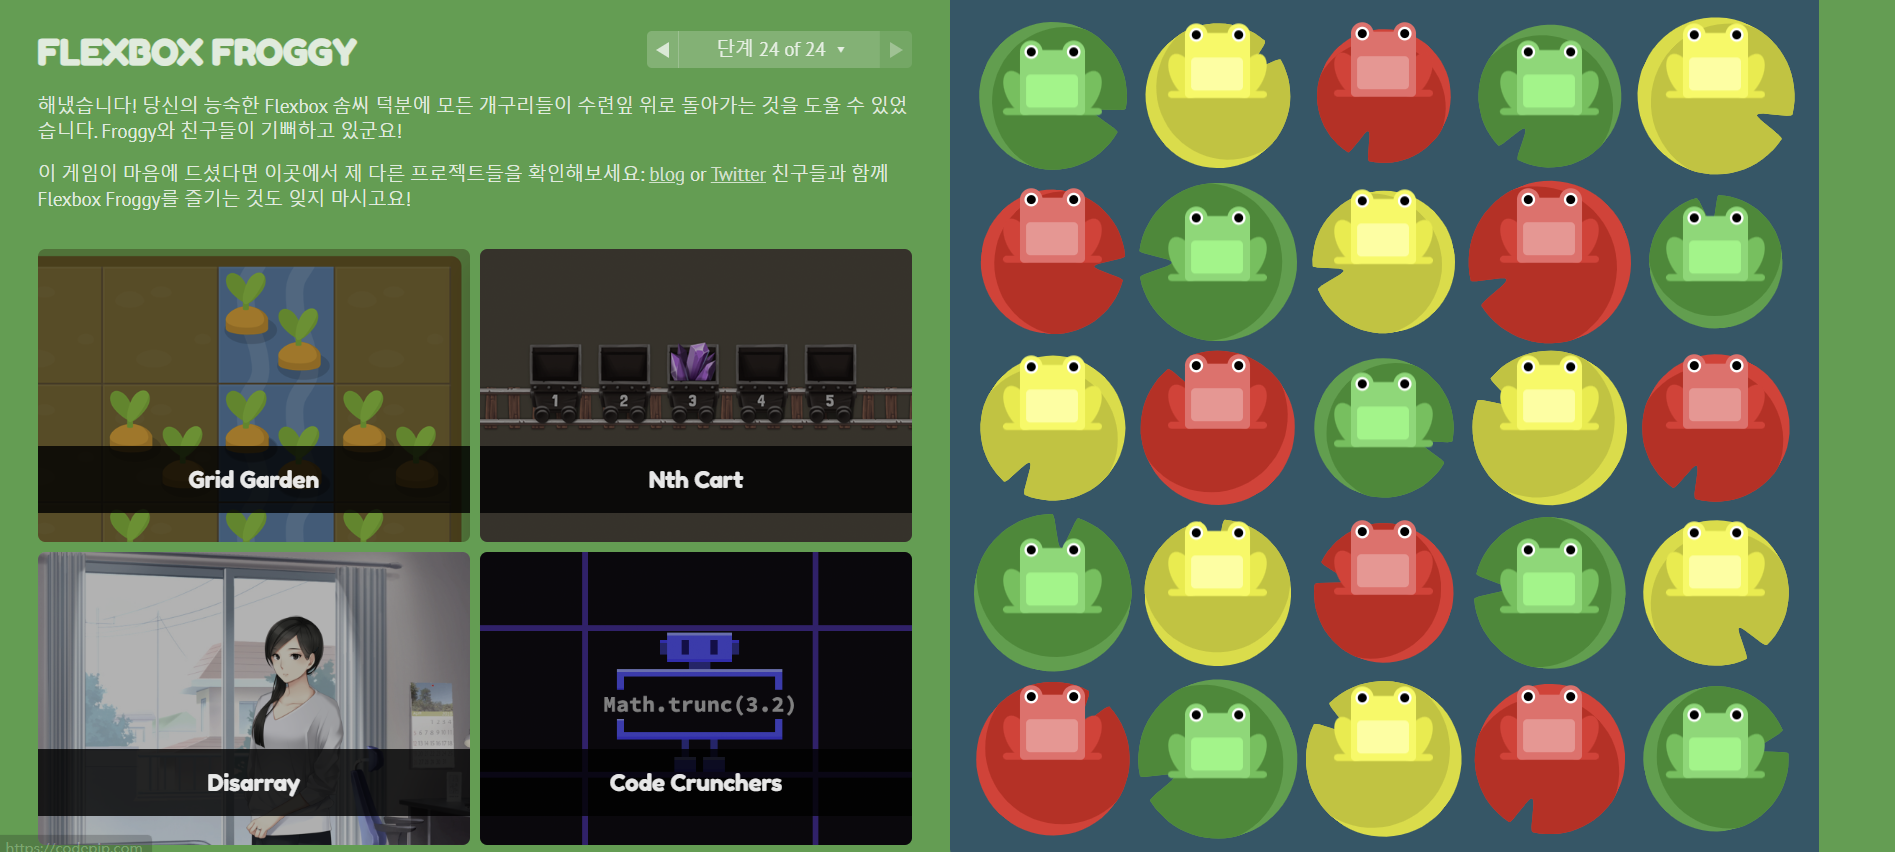 FLEXBOX FROGGY
단계 24 of 24
해냈습니다! 당신의 능숙한 Flexbox 솜씨 덕분에 모든 개구리들이 수련잎 위로 돌아가는 것을 도울 수 있었
습니다. Froggy와 친구들이 기뻐하고 있군요!
이 게임이 마음에 드셨다면 이곳에서 제 다른 프로젝트들을 확인해보세요: blog or Twitter 친구들과 함께
Flexbox Froggy를 즐기는 것도 잊지 마시고요!
1 2 3 4 5
Grid Garden
Nth Cart
Math.trunc(3.2)
Disarray
Code Crunchers
https://codepip.com